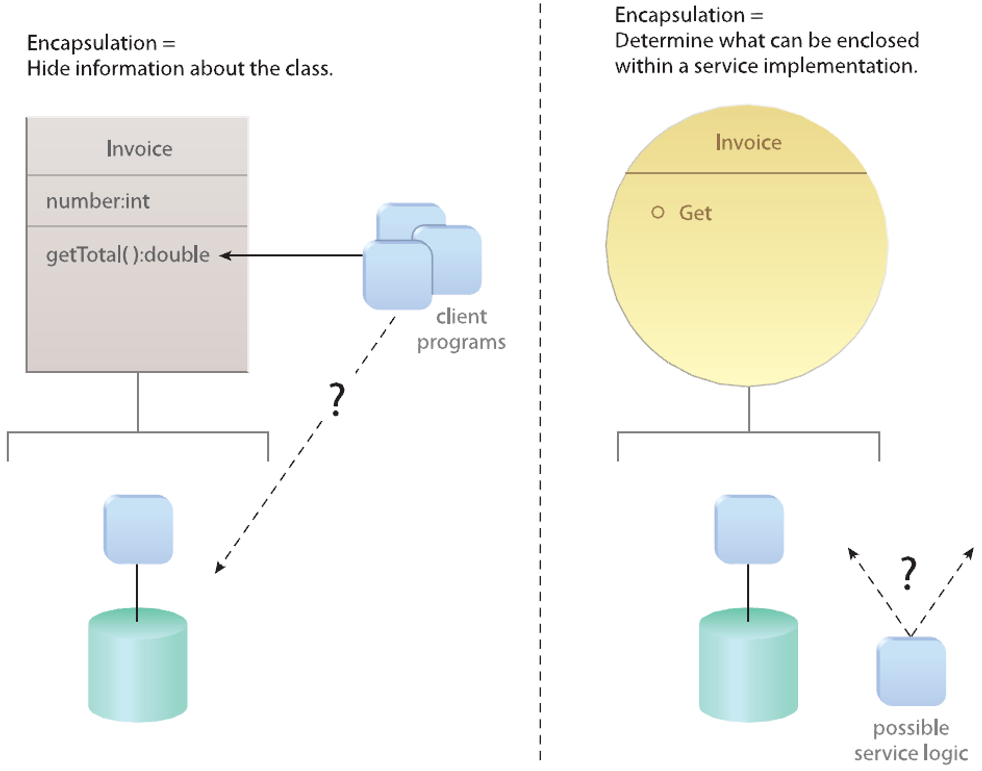 Encapsulation =
Hide information about the class.
Invoice
number:int
getTotal( ):double
client
programs
?
Encapsulation =
Determine what can be enclosed
within a service implementation.
Invoice
Get
?
possible
service logic